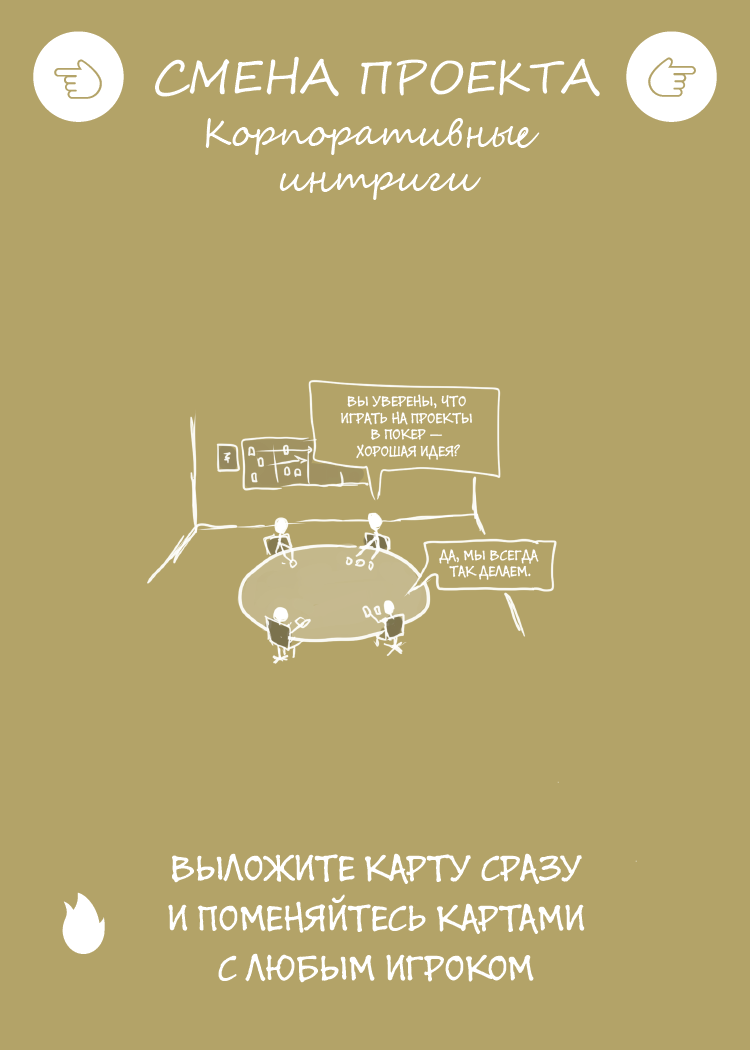 СМЕНА ПРОЕКТА
Корпоративные
интриги
ВЫ УВЕРЕНЫ, ЧТО
ИГРАТЬ НА ПРОЕКТЫ
В ПОКЕР —
ХОРОШАЯ ИДЕЯ?
ДА, МЫ ВСЕГДА
ТАК ДЕЛАЕМ.
ВЫЛОЖИТЕ КАРТУ СРАЗУ
И ПОМЕНЯЙТЕСЬ КАРТАМИ
С ЛЮБЫМ ИГРОКОМ